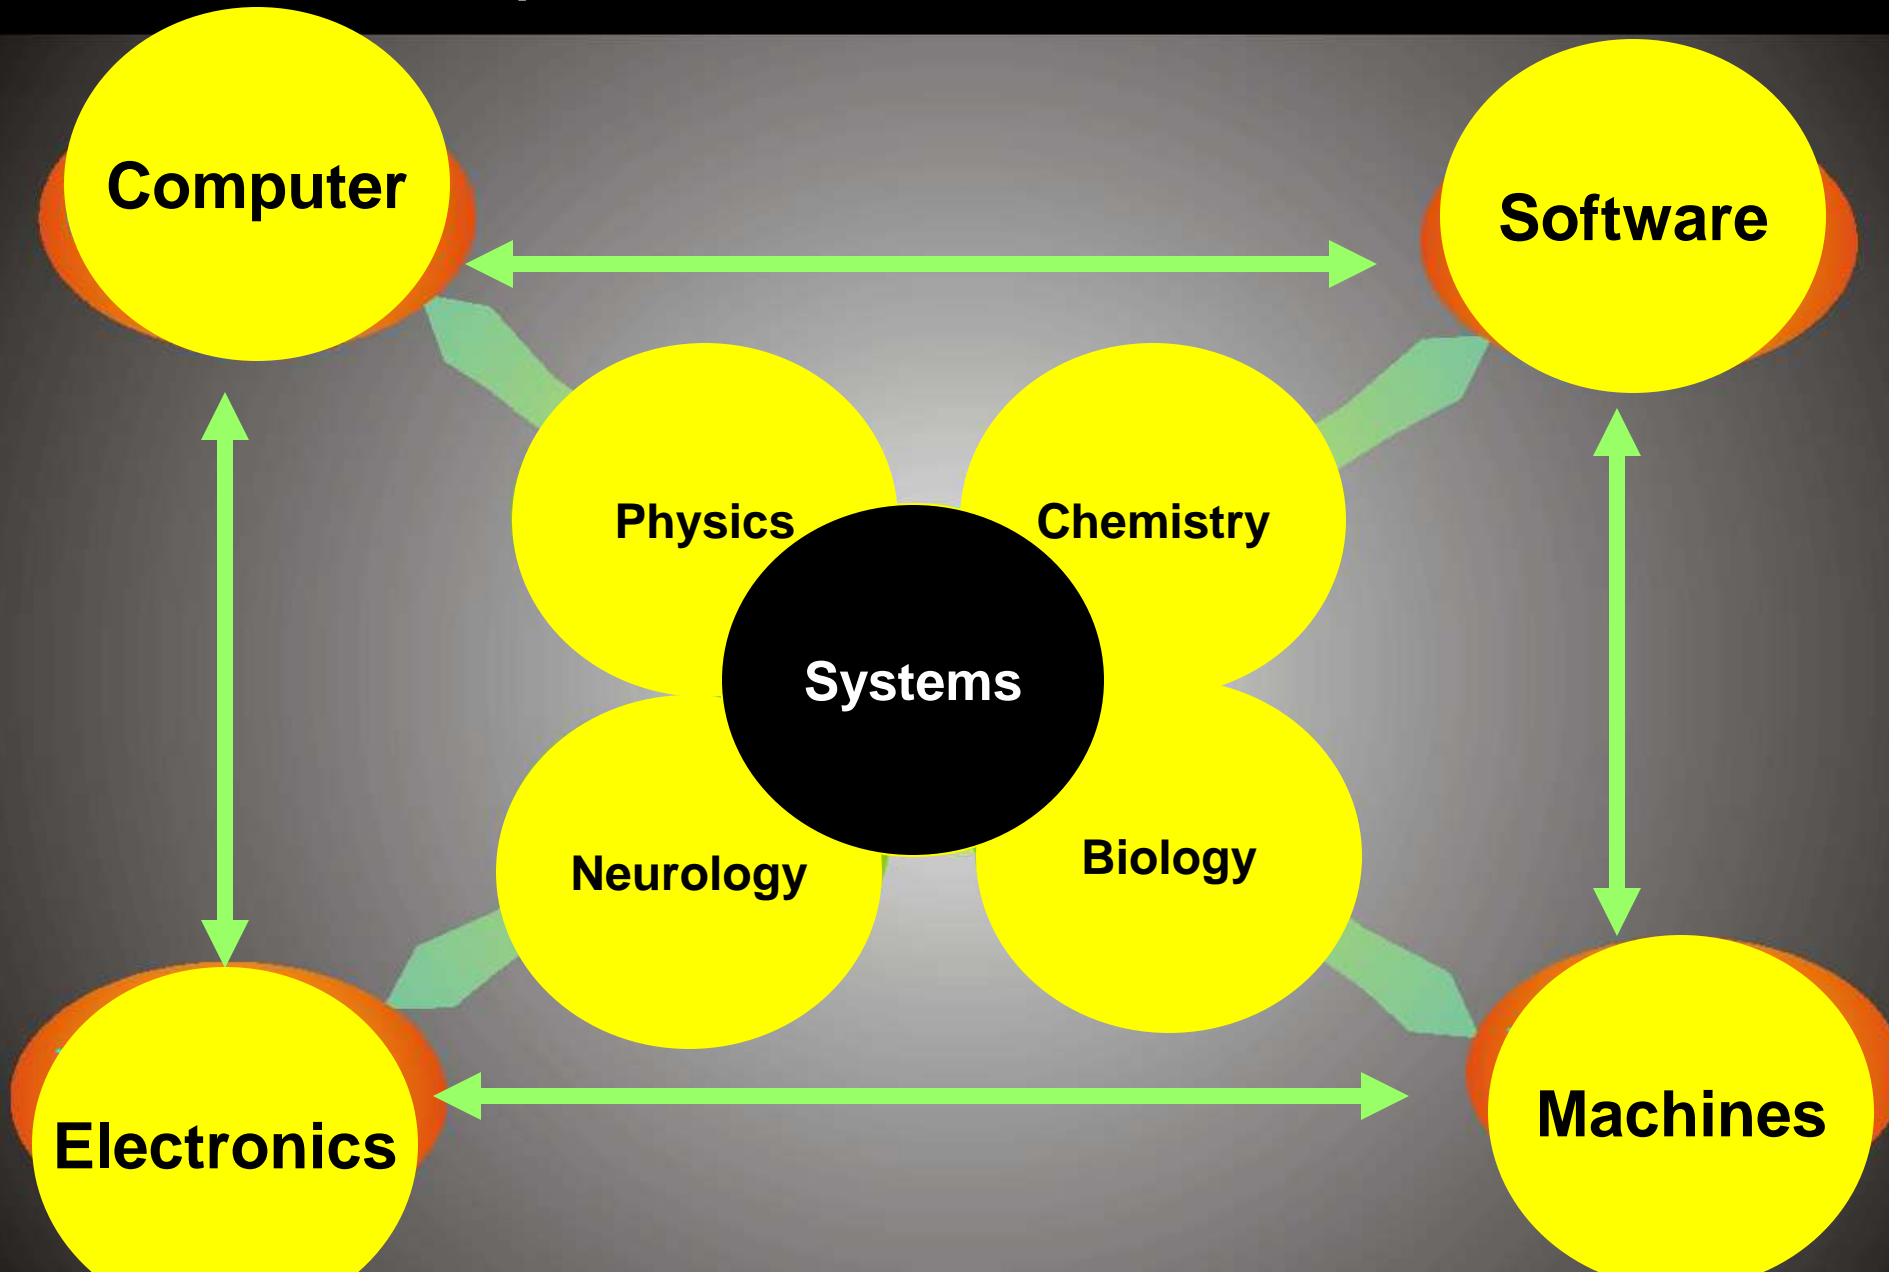 Computer
Software
Physics
Chemistry
Systems
Neurology
Biology
Electronics
Machines